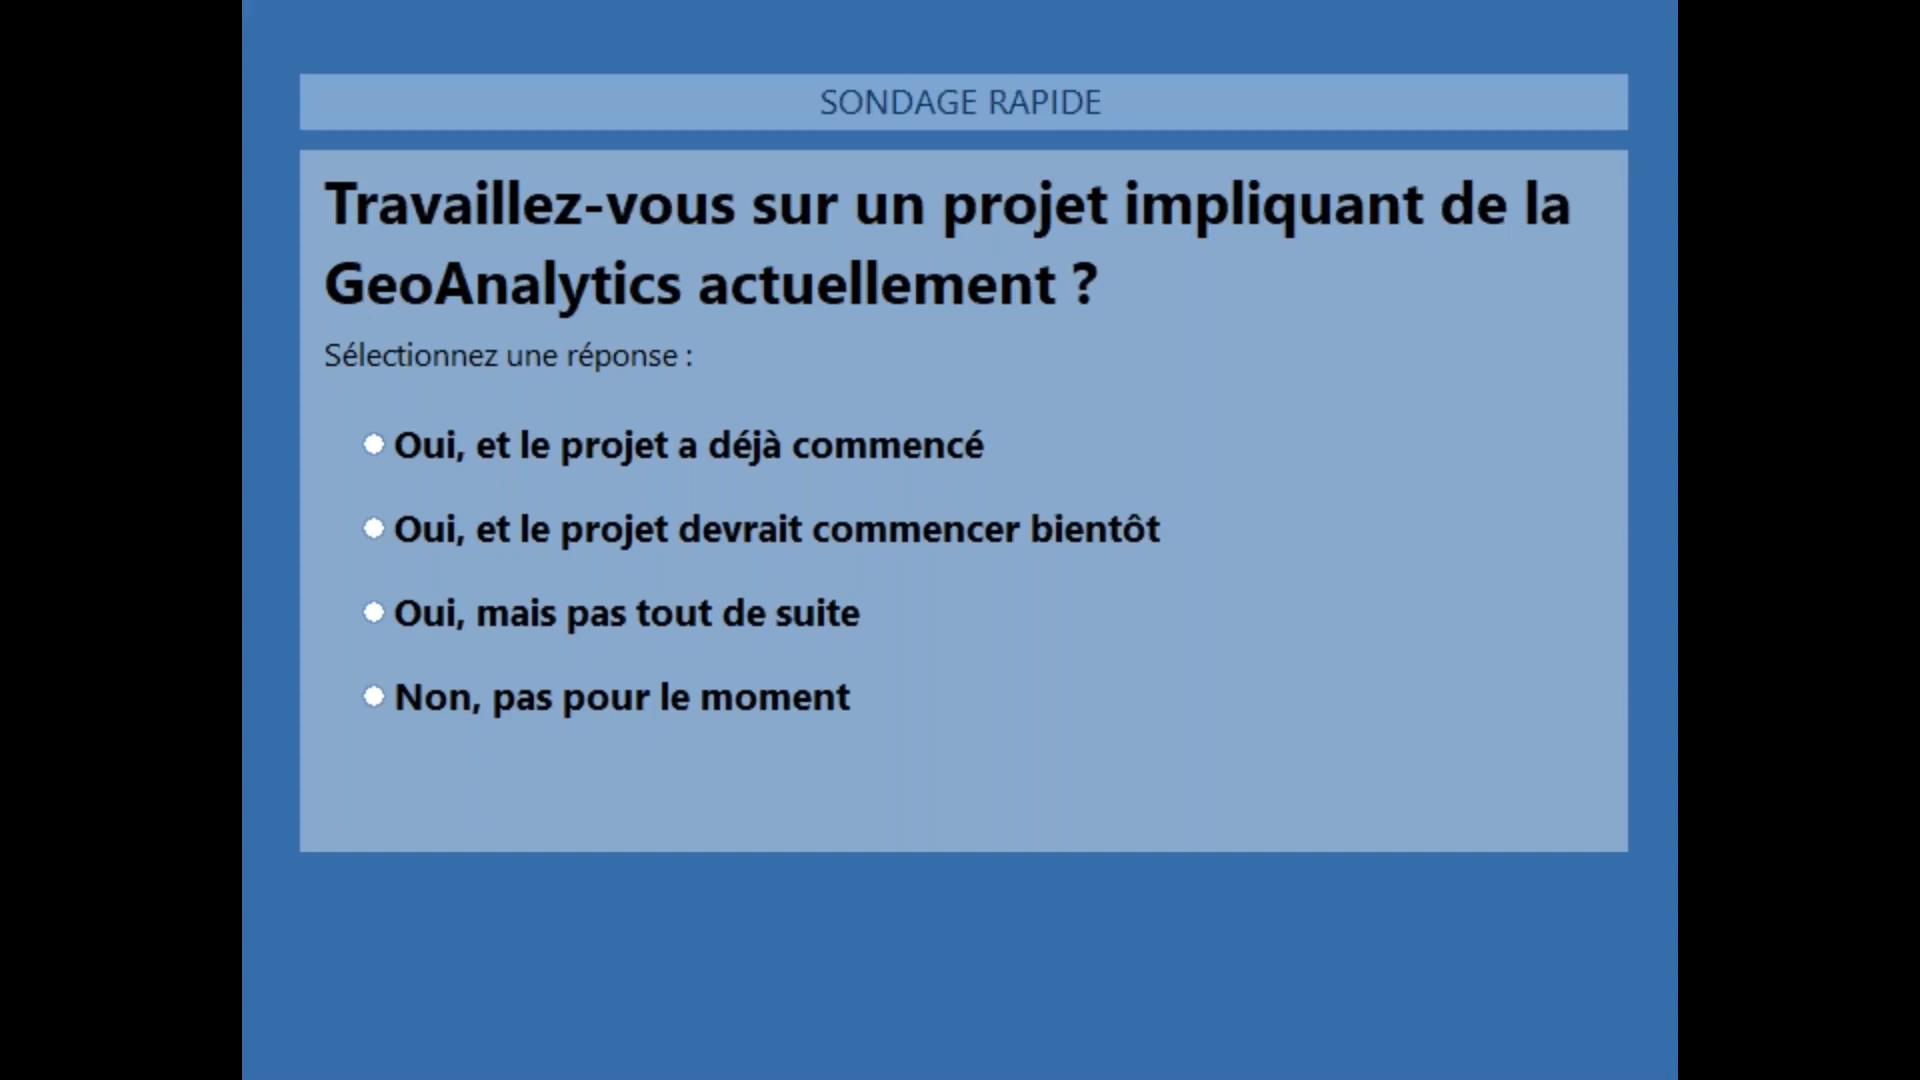 SONDAGE RAPIDE
Travaillez-vous sur un projet impliquant de la
GeoAnalytics actuellement ?
Sélectionnez une réponse :
Oui, et le projet a déjà commencé
Oui, et le projet devrait commencer bientôt
Oui, mais pas tout de suite
Non, pas pour le moment